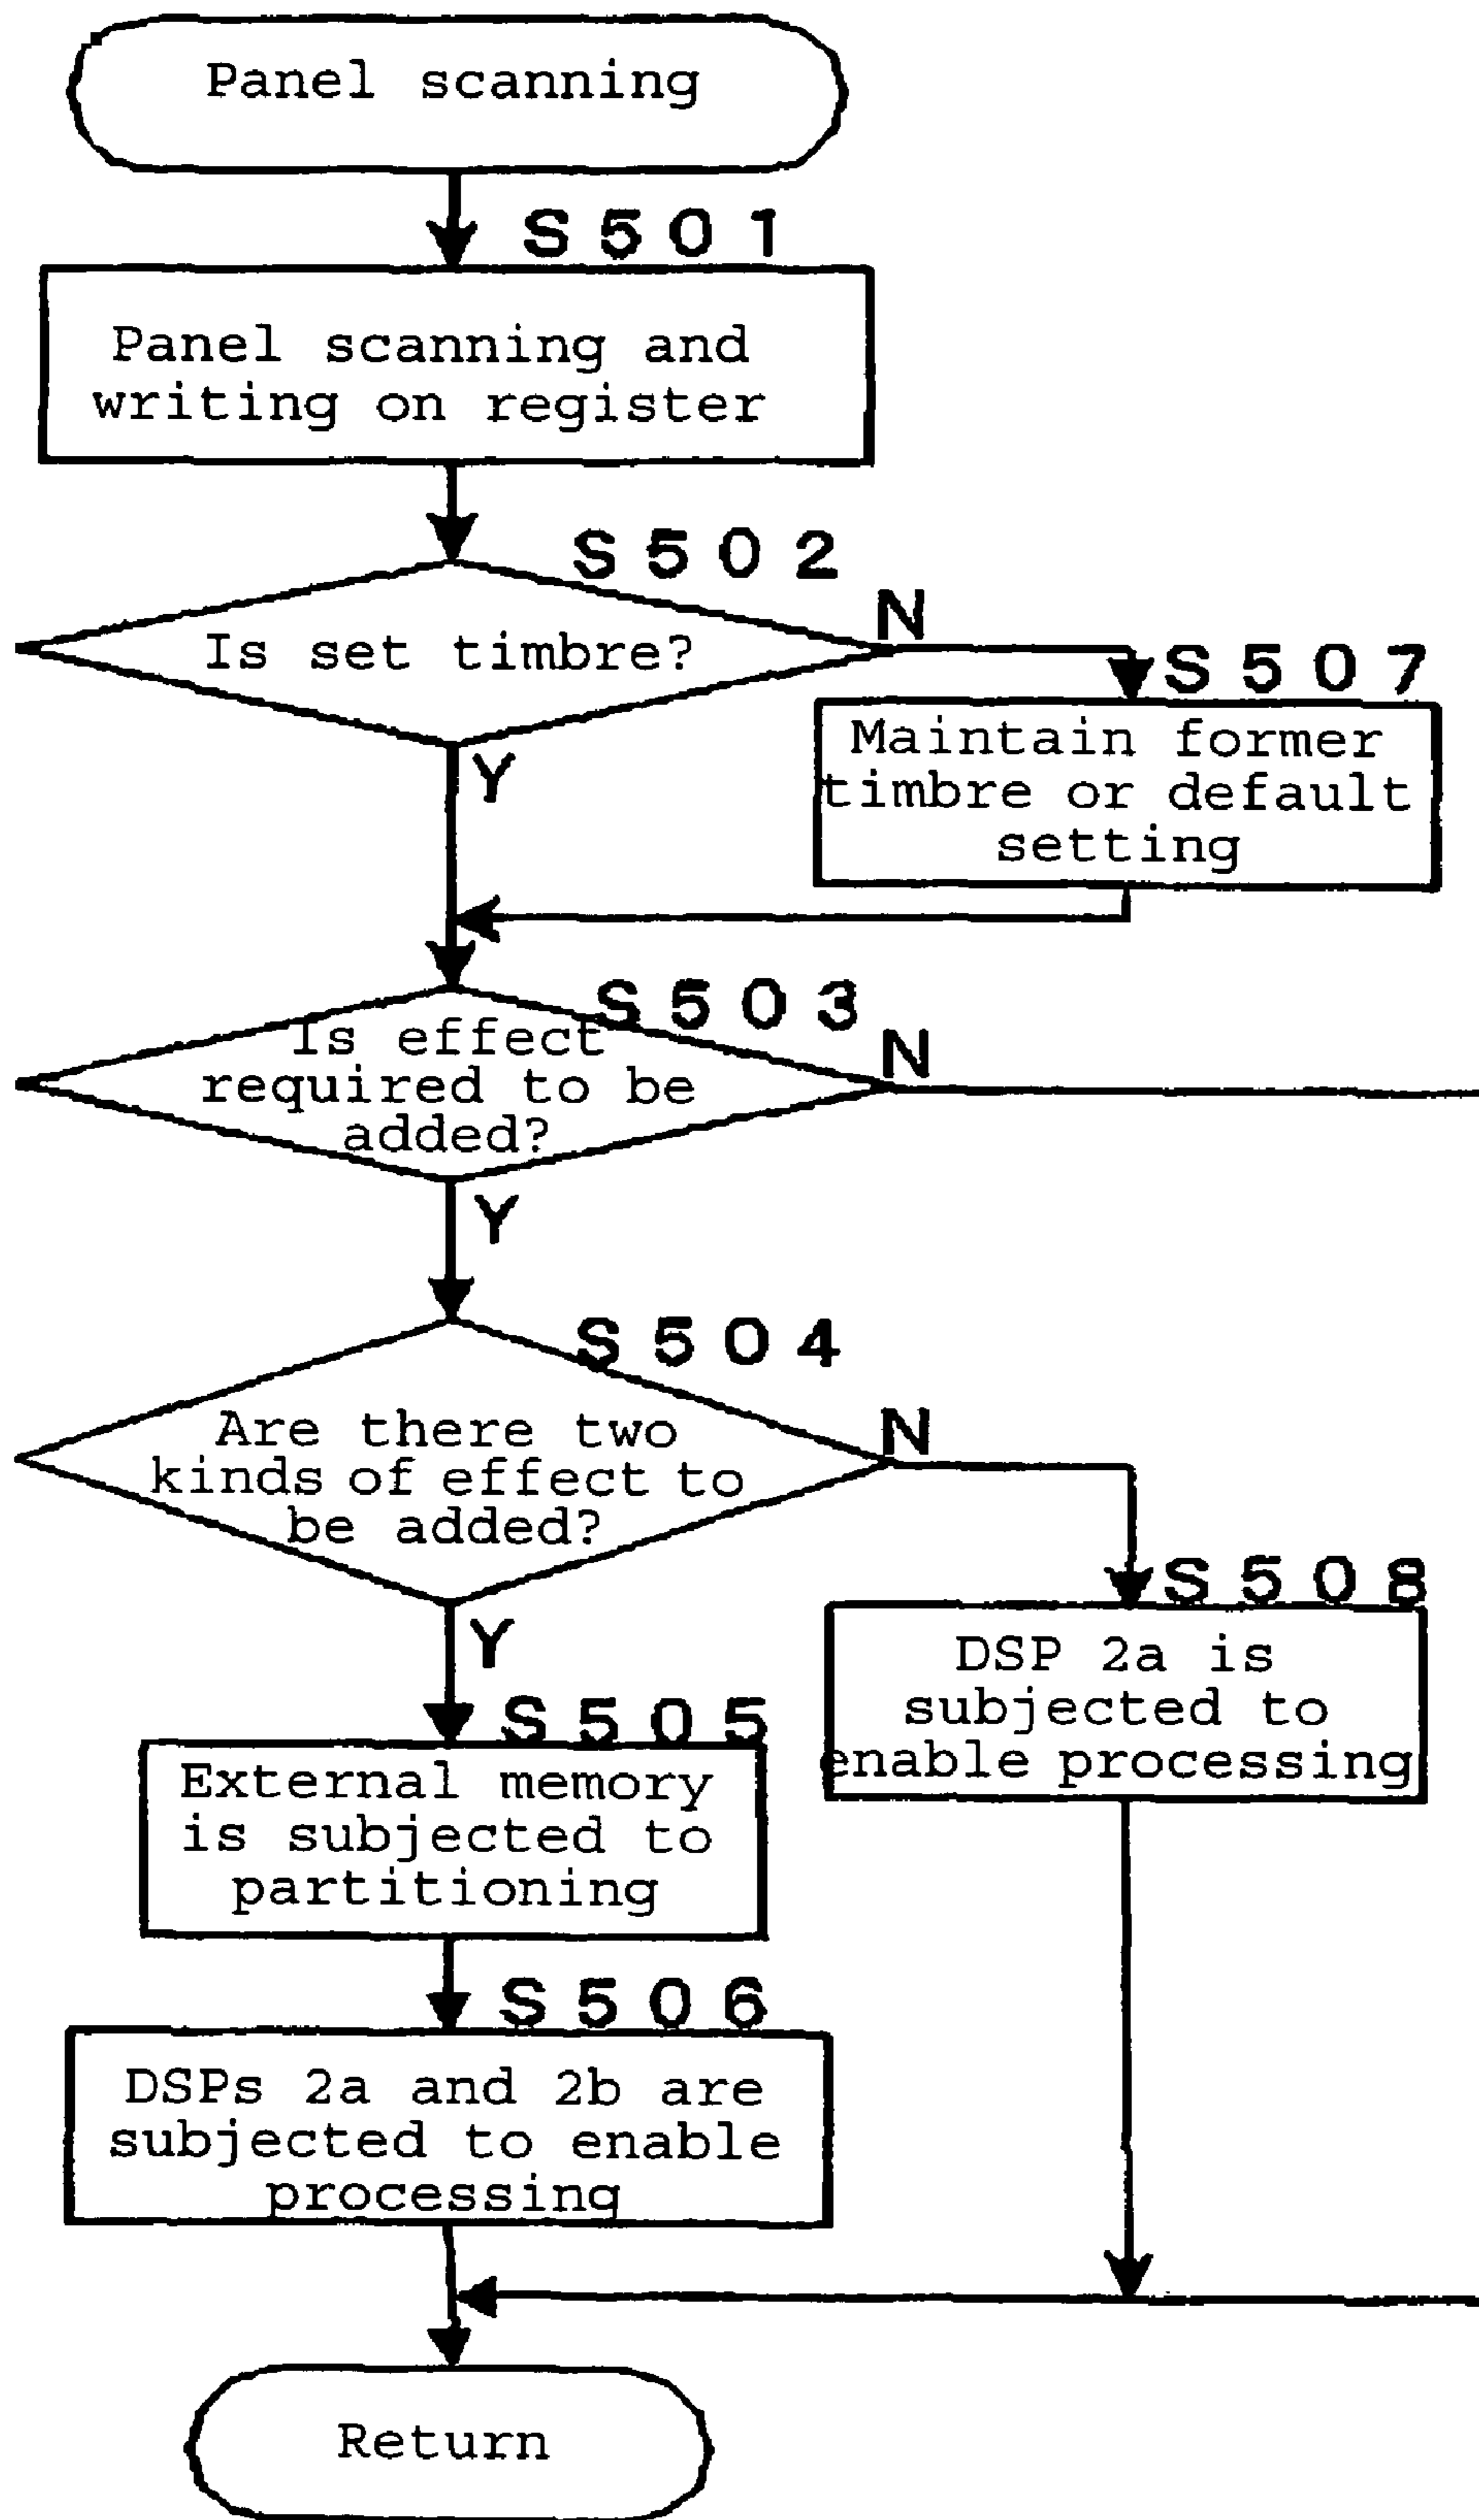 Panel scanning
S501
Panel scanning and
writing on register
S502
Is set timbre?
N
Y
S507
Maintain former
timbre or default
setting
S503
Is effect
required to be
added?
N
Y
S504
Are there two
kinds of effect to
be added?
N
Y
S508
DSP 2a is
subjected to
enable processing
S505
External memory
is subjected to
partitioning
S506
DSPs 2a and 2b are
subjected to enable
processing
Return